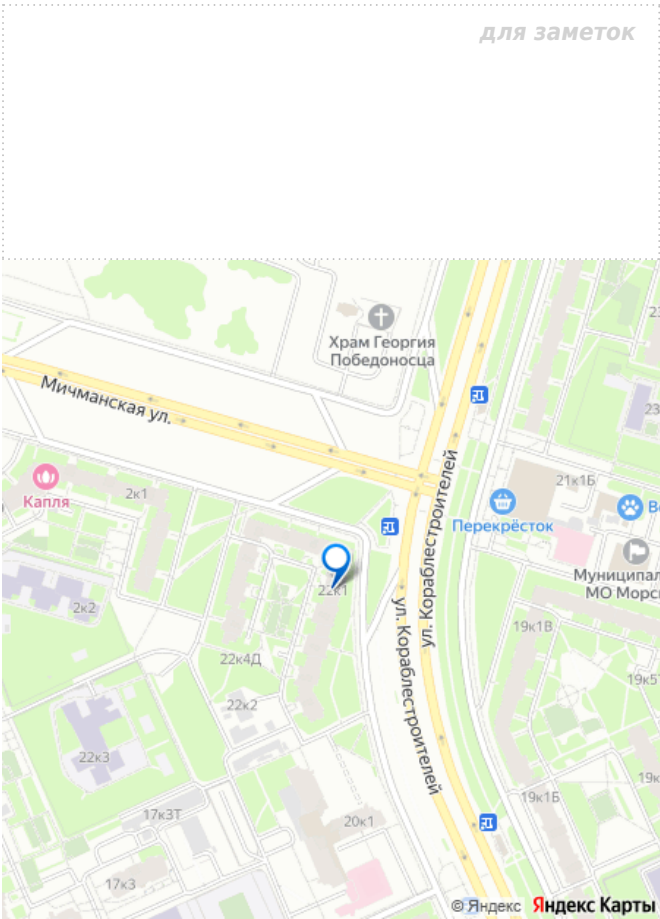 для заметок
Храм Георгия
Победоносца
Мичманская ул.
23
21к1Б
Капля
2к1
Перекрёсток
ул. Кораблестроителей
22к1
Муниципал
МО Морс
2к2
19к1В
ул. Кораблестроителей
22к4Д
19к5
22к2
22к3
19к1Б
19к
17к3Т
20к1
17к3
© Яндекс Яндекс Карты